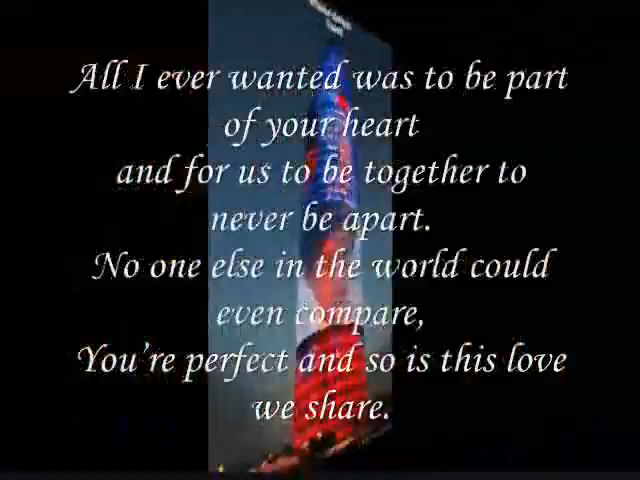 All I ever wanted was to be part
of your heart
and for us to be together to
never be apart.
No one else in the world could
even compare,
You're perfect and so is this love
we share.